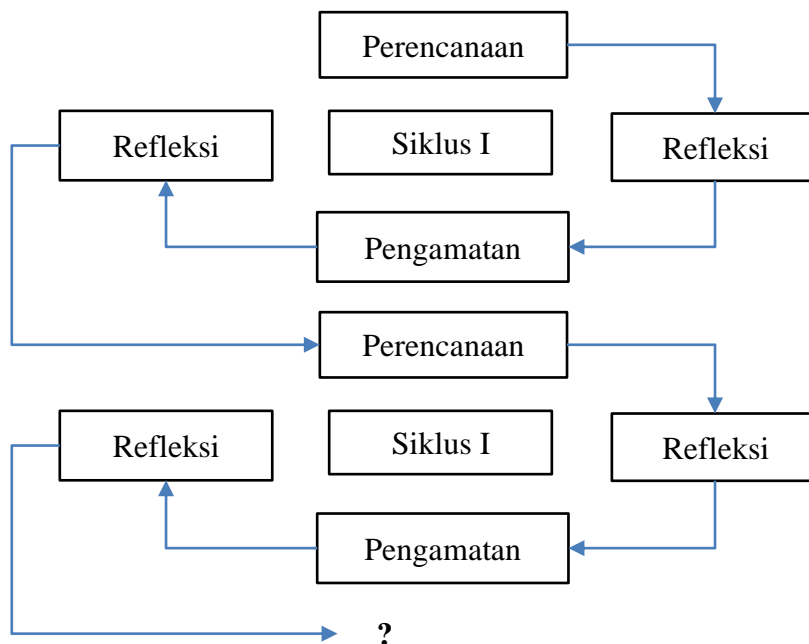 Perencanaan
Refleksi
Siklus I
Refleksi
Pengamatan
Perencanaan
Refleksi
Siklus I
Refleksi
Pengamatan
?